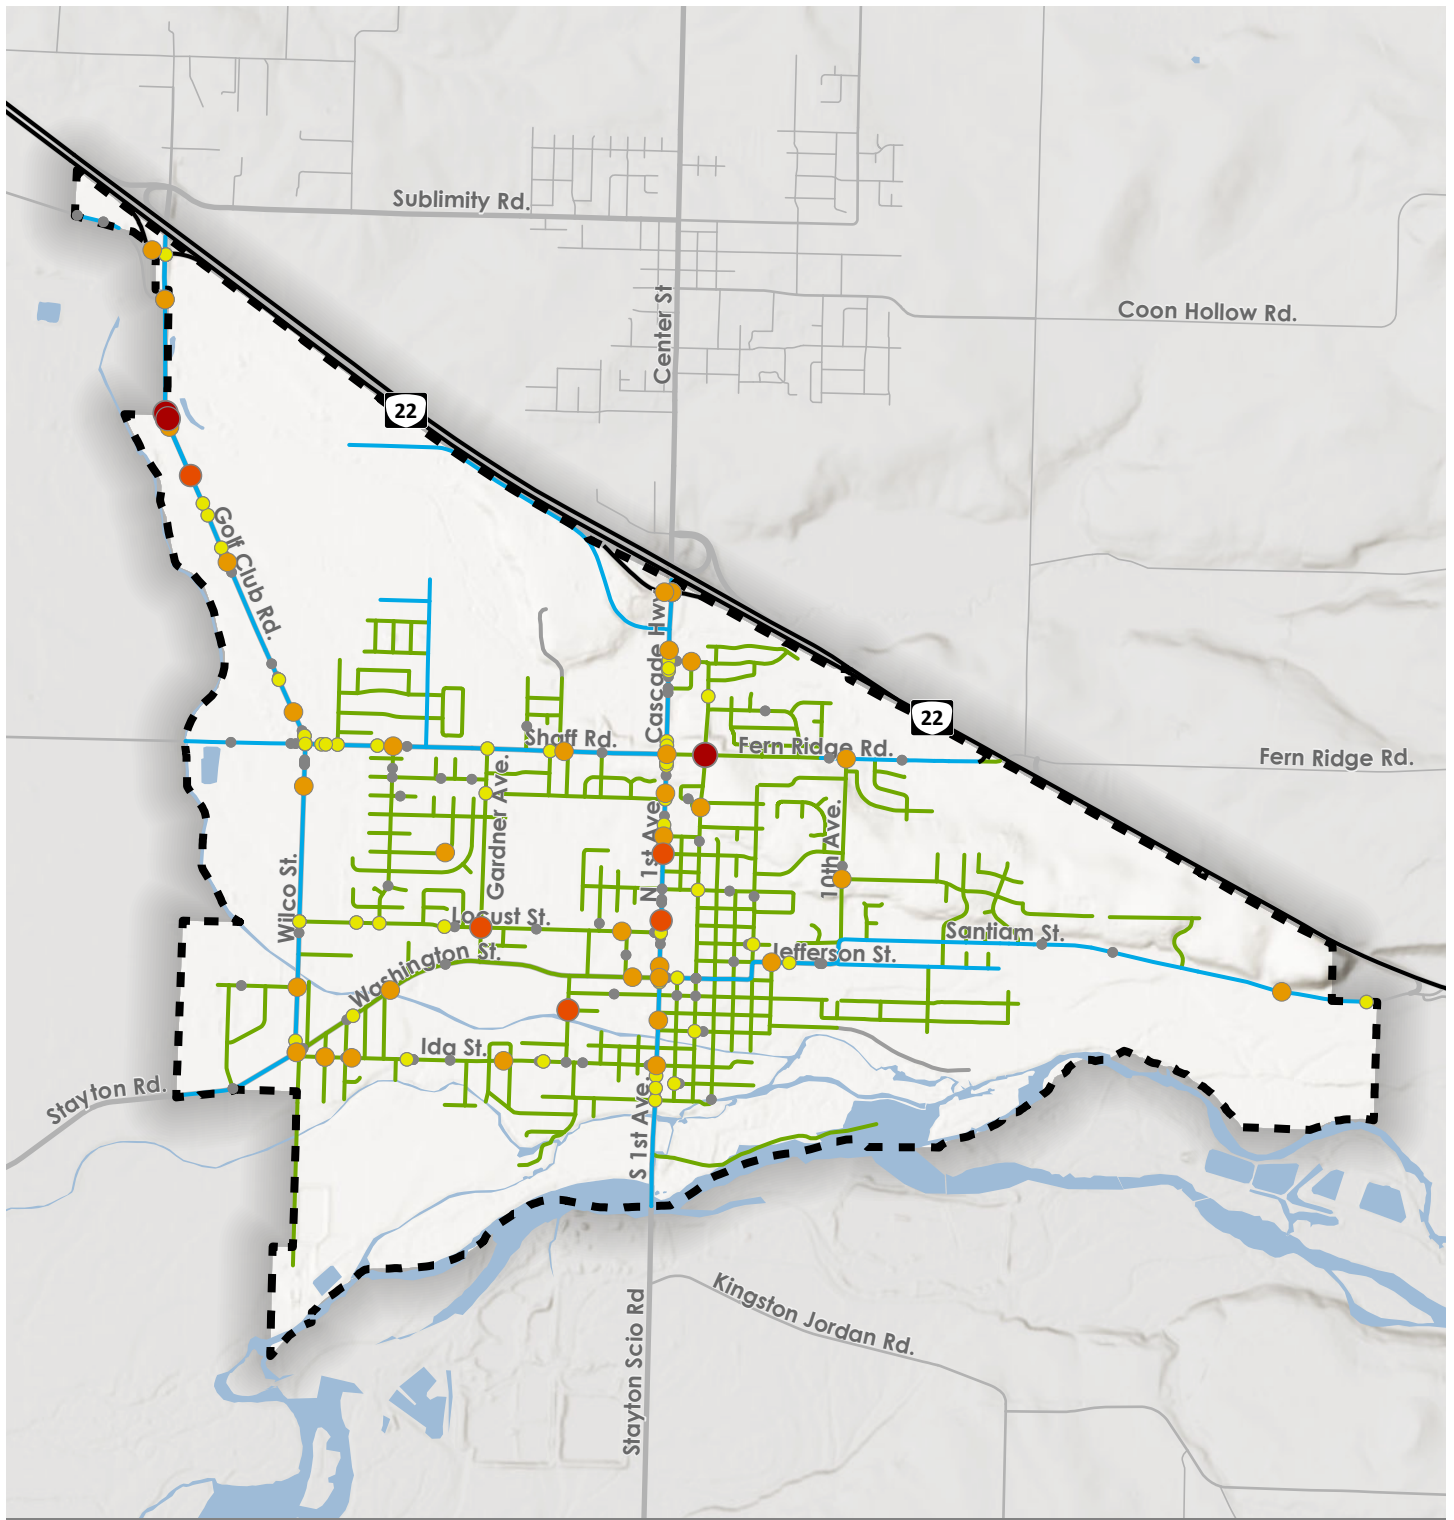 Sublimity Rd.
Center St
Coon Hollow Rd.
22
Golf Club Rd.
Cascade Hwy
22
Shaff Rd.
Fern Ridge Rd.
Fern Ridge Rd.
Gardner Ave.
N 1st Ave.
10th Ave.
Wilco St.
Locust St.
Santiam St.
Washington St.
Jefferson St.
Ida St.
Stayton Rd.
S 1st Ave.
Kingston Jordan Rd.
Stayton Scio Rd